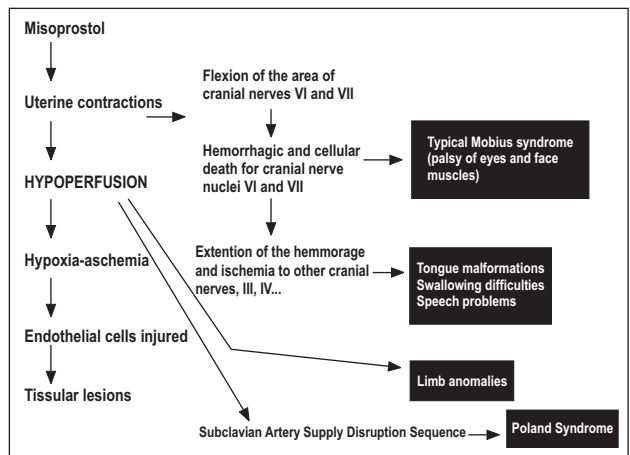 Misoprostol
Uterine contractions
HYPOPERFUSION
Hypoxia-aschemia
Endothelial cells injured
Tissular lesions
Flexion of the area of
cranial nerves VI and VII
Hemorrhagic and cellular
death for cranial nerve
nuclei VI and VII
Extention of the hemmorage
and ischemia to other cranial
nerves, III, IV...
Typical Mobius syndrome
(palsy of eyes and face
muscles)
Tongue malformations
Swallowing difficulties
Speech problems
Limb anomalies
Subclavian Artery Supply Disruption Sequence
Poland Syndrome